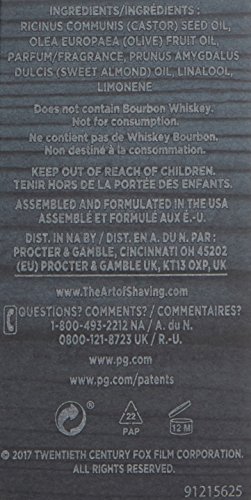 INGREDIENTS/INGRÉDIENTS:
RICINUS COMMUNIS (CASTOR) SEED OIL,
OLEA EUROPAEA (OLIVE) FRUIT OIL,
PARFUM/FRAGRANCE, PRUNUS AMYGDALUS
DULCIS (SWEET ALMOND) OIL, LINALOOL,
LIMONENE
Does not contain Bourbon Whiskey.
Not for consumption.
Ne contient pas de Whiskey Bourbon.
Non destiné à la consommation.
KEEP OUT OF REACH OF CHILDREN.
TENIR HORS DE LA PORTÉE DES ENFANTS.
ASSEMBLED AND FORMULATED IN THE USA
ASSEMBLÉ ET FORMULÉ AUX É.-U.
DIST. IN NA BY / DIST. EN A. DU N. PAR :
PROCTER & GAMBLE, CINCINNATI OH 45202
(EU) PROCTER & GAMBLE UK, KT13 OXP, UK
www.TheArtofShaving.com
QUESTIONS? COMMENTS? / COMMENTAIRES?
1-800-493-2212 NA / A. du N.
0800-121-8723 UK / R.-U.
www.pg.com
www.pg.com/patents
22
PAP
12 M
© 2017 TWENTIETH CENTURY FOX FILM CORPORATION.
ALL RIGHTS RESERVED.
91215625